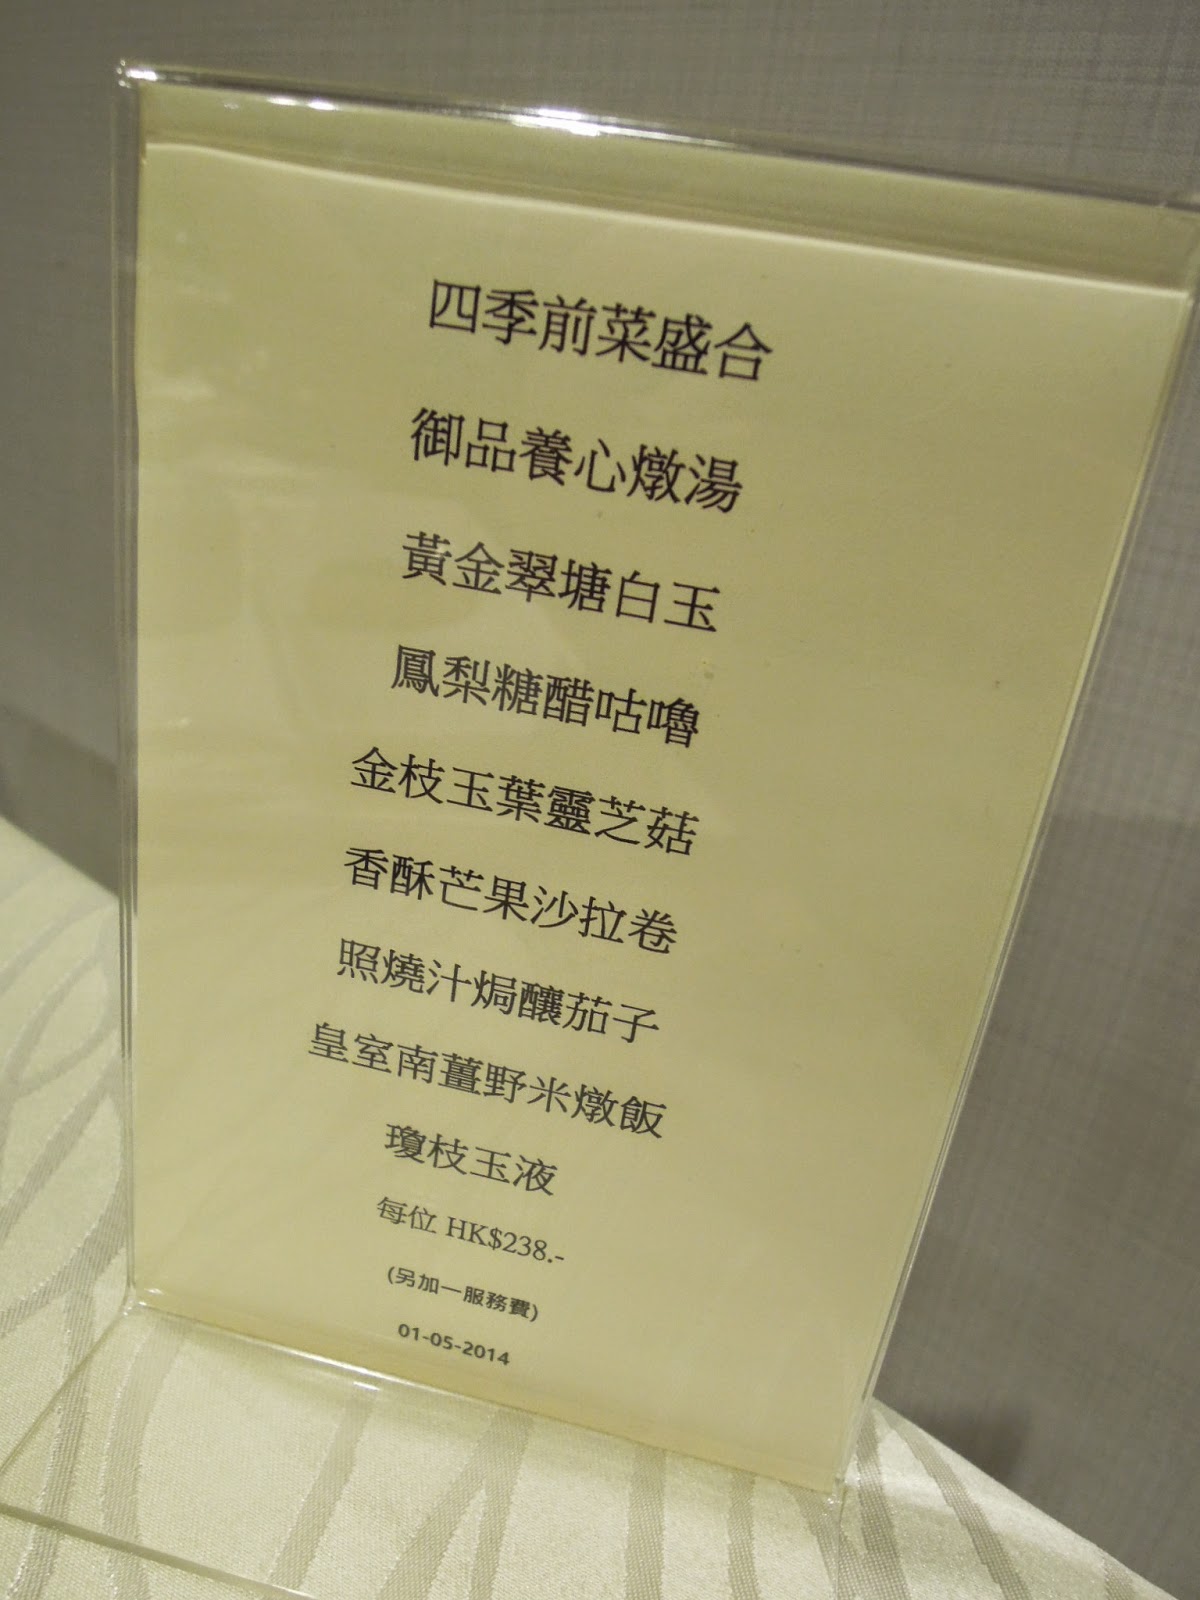 四季前菜盛合
御品養心燉湯
黃金翠塘白玉
鳳梨糖醋咕嚕
金枝玉葉靈芝菇
香酥芒果沙拉卷
照燒汁焗釀茄子
皇室南薑野米燉飯
瓊枝玉液
每位 HK$238.-
(另加一服務費)
01-05-2014